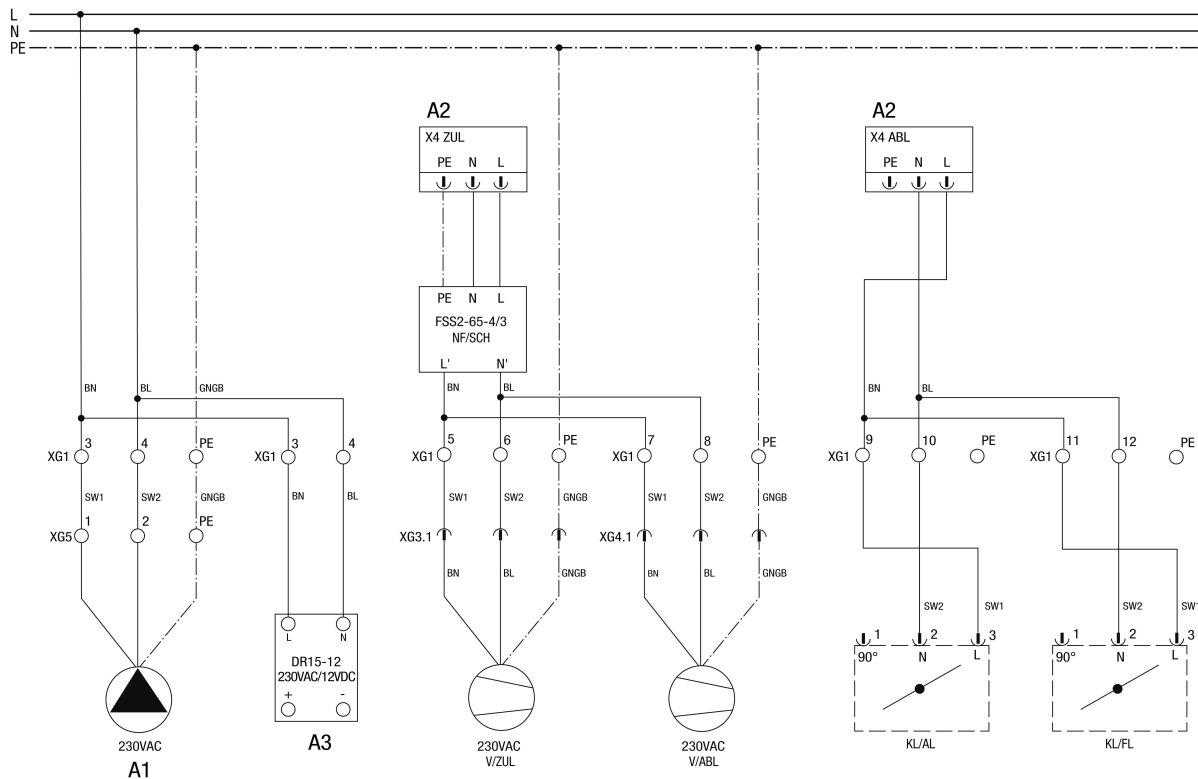 L
N
PE
A2
A2
X4 ZUL
X4 ABL
PE N L
PE N L
PE N L
FSS2-65-4/3
NF/SCH
L' N'
BN BL GNGB
BN BL
BN BL
3 4 PE 3 4
XG1 XG1
5 6 PE 7 8 PE
XG1 XG1
9 10 PE 11 12 PE
XG1 XG1
SW1 SW2 GNGB BN BL
SW1 SW2 GNGB SW1 SW2 GNGB
1 2 PE
XG5 XG3.1 XG4.1
BN BL GNGB BN BL GNGB
SW2 SW1 SW2 SW1
L N
DR15-12
230VAC/12VDC
+ -
1 2 3 1 2 3
90° N L 90° N L
230VAC
A1
A3
230VAC
V/ZUL
230VAC
V/ABL
KL/AL
KL/FL